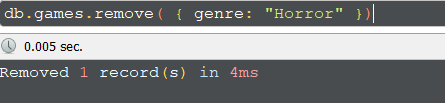 db.games.remove( { genre: "Horror" })
0.005 sec.
Removed 1 record(s) in 4ms